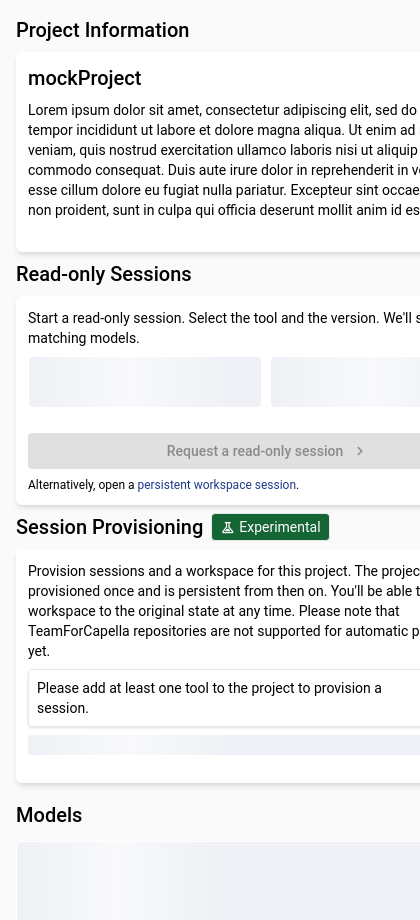 Project Information
mockProject
Lorem ipsum dolor sit amet, consectetur adipiscing elit, sed do
tempor incididunt ut labore et dolore magna aliqua. Ut enim ad
veniam, quis nostrud exercitation ullamco laboris nisi ut aliquip
commodo consequat. Duis aute irure dolor in reprehenderit in
esse cillum dolore eu fugiat nulla pariatur. Excepteur sint
non proident, sunt in culpa qui officia deserunt mollit anim id
Read-only Sessions
Start a read-only session. Select the tool and the version. We'll
matching models.
Request a read-only session
Alternatively, open a persistent workspace session.
Session Provisioning
Experimental
Provision sessions and a workspace for this project. The
provisioned once and is persistent from then on. You'll be able
workspace to the original state at any time. Please note that
TeamForCapella repositories are not supported for automatic
yet.
Please add at least one tool to the project to provision a
session.
Models